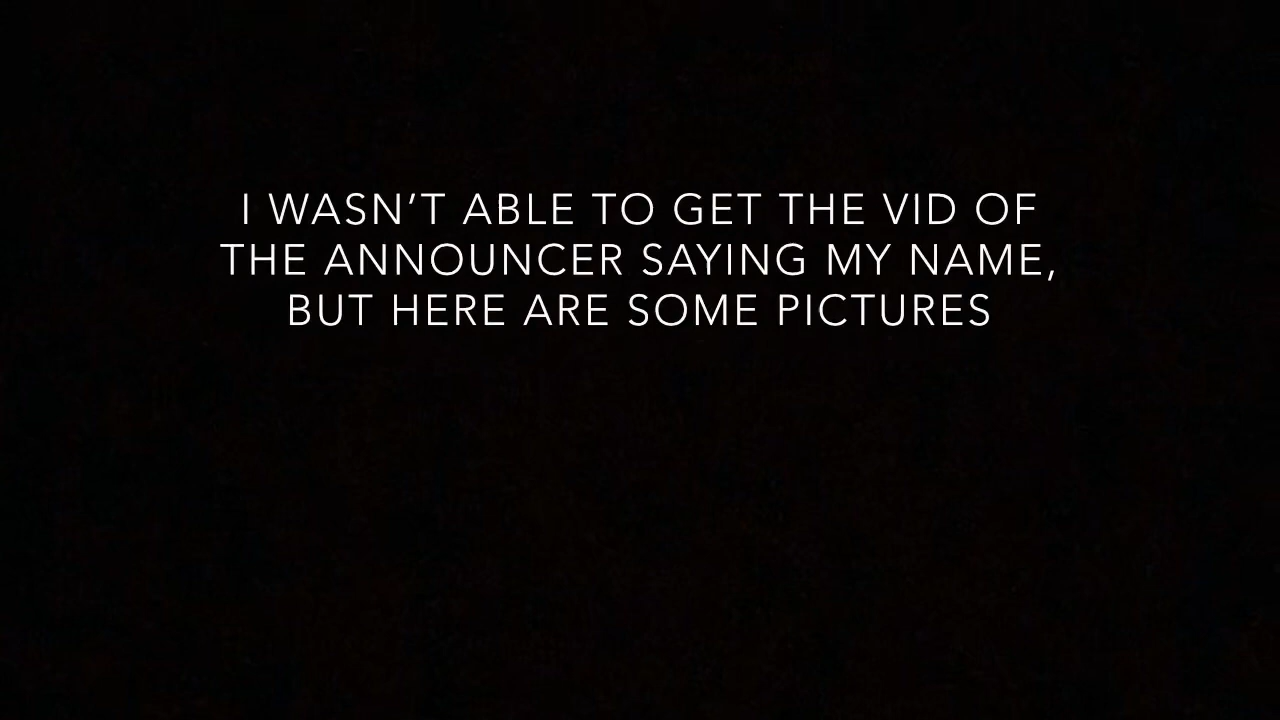 I WASN’T ABLE TO GET THE VID OF
THE ANNOUNCER SAYING MY NAME,
BUT HERE ARE SOME PICTURES